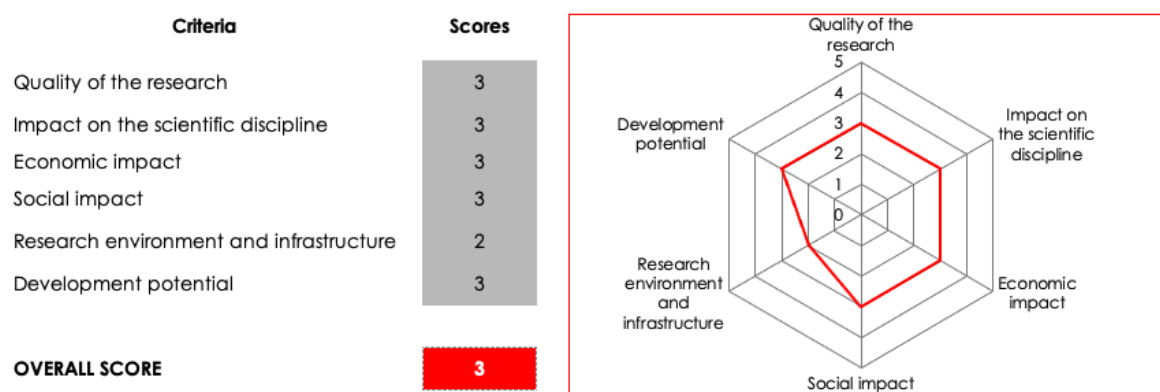 Criteria Scores
Quality of the research 3
Impact on the scientific discipline 3
Economic impact 3
Social impact 3
Research environment and infrastructure 2
Development potential 3
OVERALL SCORE 3
Quality of the
research
5
4
3
2
1
0
Impact on
the scientific
discipline
Economic
impact
Social impact
Research
environment
and
infrastructure
Development
potential